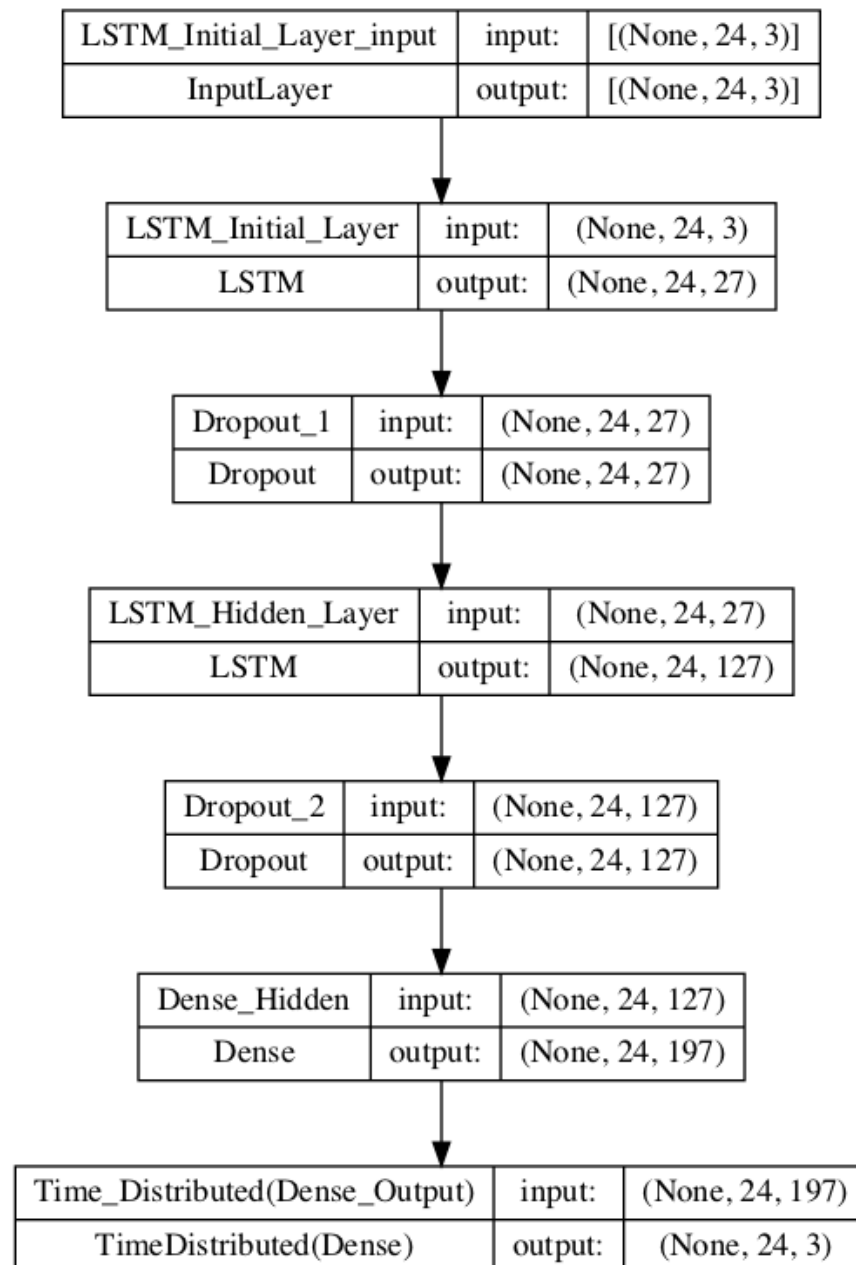 LSTM_Initial_Layer_input input: [(None, 24, 3)]
InputLayer output: [(None, 24, 3)]
LSTM_Initial_Layer input: (None, 24, 3)
LSTM output: (None, 24, 27)
Dropout_1 input: (None, 24, 27)
Dropout output: (None, 24, 27)
LSTM_Hidden_Layer input: (None, 24, 27)
LSTM output: (None, 24, 127)
Dropout_2 input: (None, 24, 127)
Dropout output: (None, 24, 127)
Dense_Hidden input: (None, 24, 127)
Dense output: (None, 24, 197)
Time_Distributed(Dense_Output) input: (None, 24, 197)
TimeDistributed(Dense) output: (None, 24, 3)